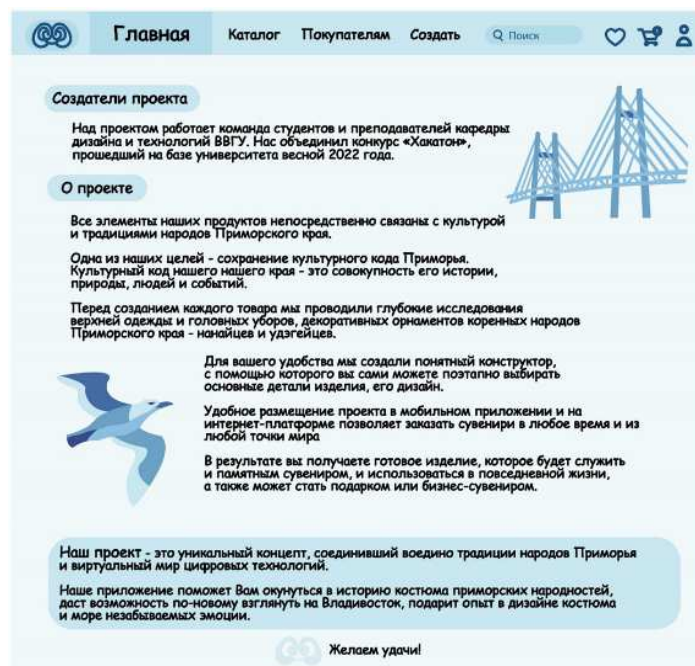 Главная Каталог Покупателям Создать Поиск
Создатели проекта
Над проектом работает команда студентов и преподавателей кафедры
дизайна и технологий ВВГУ. Нас объединил конкурс «Хакатон»,
прошедший на базе университета весной 2022 года.
О проекте
Все элементы наших продуктов непосредственно связаны с культурой
и традициями народов Приморского края.
Одна из наших целей - сохранение культурного кода Приморья.
Культурный код нашего нашего края - это совокупность его истории,
природы, людей и событий.
Перед созданием каждого товара мы проводили глубокие исследования
верхней одежды и головных уборов, декоративных орнаментов коренных народов
Приморского края - нанайцев и удэгейцев.
Для вашего удобства мы создали понятный конструктор,
с помощью которого вы сами можете поэтапно выбирать
основные детали изделия, его дизайн.
Удобное размещение проекта в мобильном приложении и на
интернет-платформе позволяет заказать сувенири в любое время и из
любой точки мира
В результате вы получаете готовое изделие, которое будет служить
и памятным сувениром, и использоваться в повседневной жизни,
а также может стать подарком или бизнес-сувениром.
Наш проект - это уникальный концепт, соединивший воедино традиции народов Приморья
и виртуальный мир цифровых технологий.
Наше приложение поможет Вам окунуться в историю костюма приморских народностей,
даст возможность по-новому взглянуть на Владивосток, подарит опыт в дизайне костюма
и море незабываемых эмоции.
Желаем удачи!